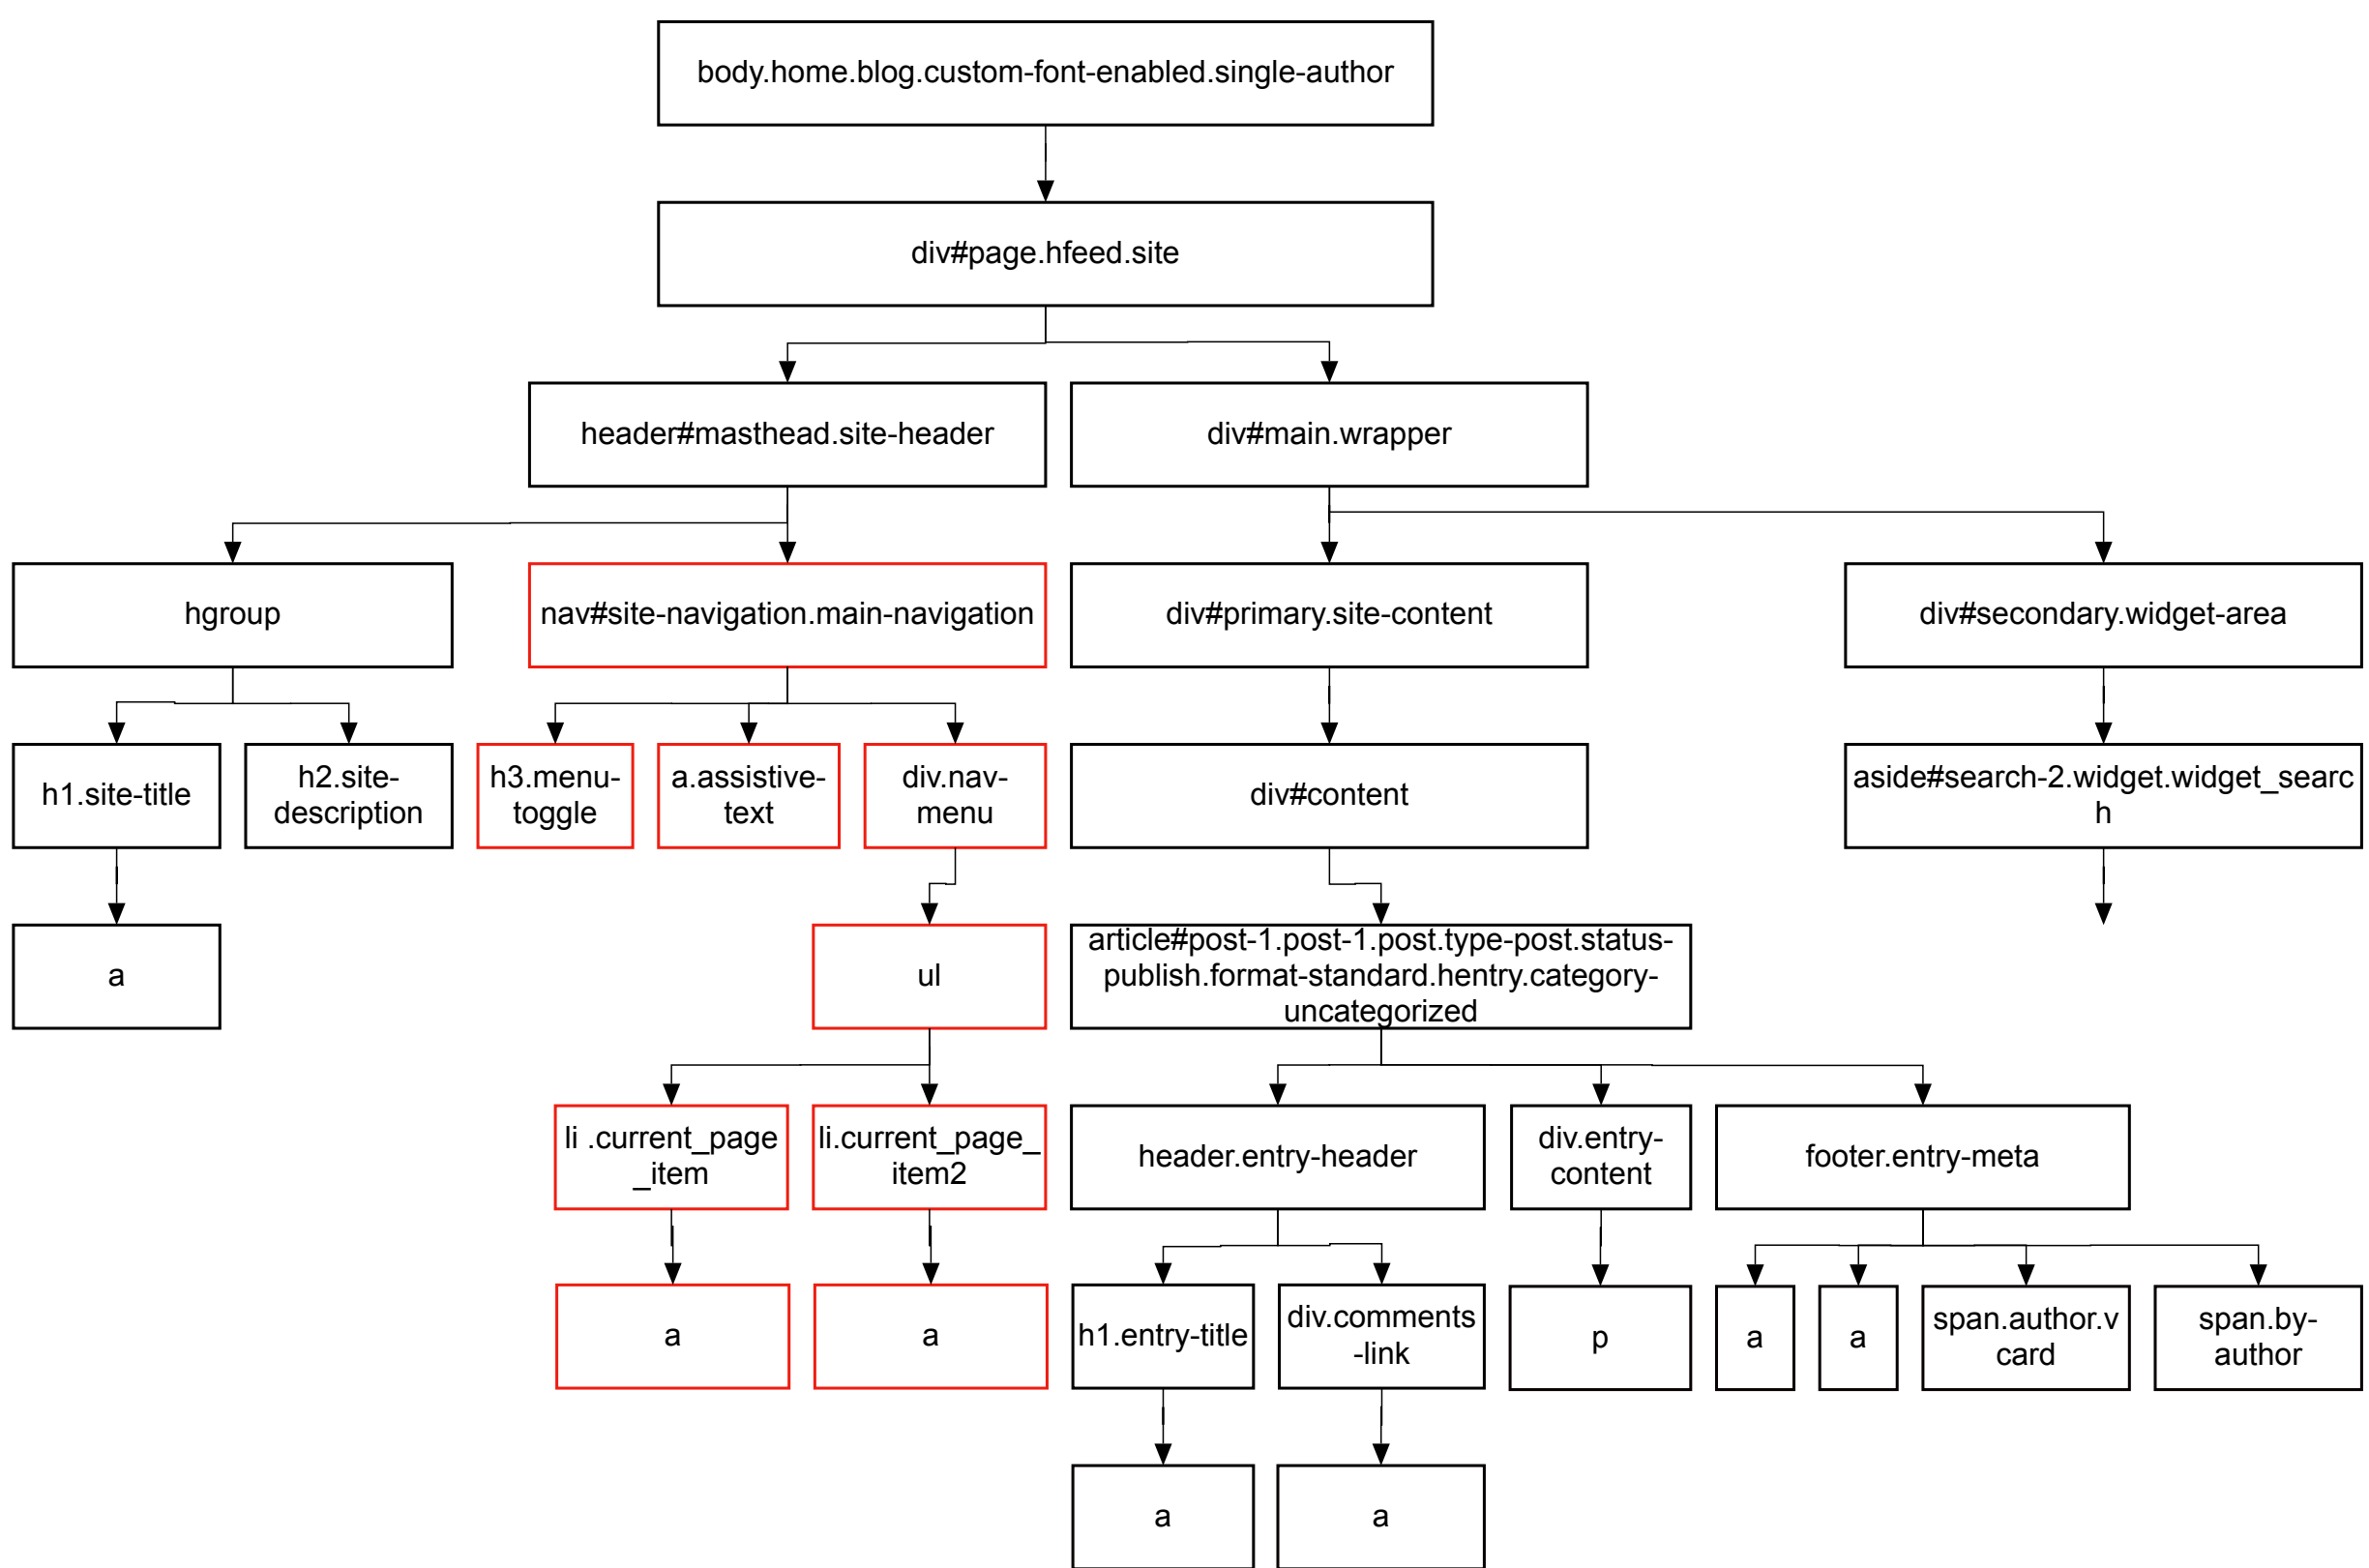 body.home.blog.custom-font-enabled.single-author
div#page.hfeed.site
header#masthead.site-header
div#main.wrapper
hgroup
nav#site-navigation.main-navigation
div#primary.site-content
div#secondary.widget-area
h1.site-title
h2.site-
description
h3.menu-
toggle
a.assistive-
text
div.nav-
menu
div#content
aside#search-2.widget.widget_searc
h
a
ul
article#post-1.post-1.post.type-post.status-
publish.format-standard.hentry.category-
uncategorized
li .current_page
_item
li.current_page_
item2
header.entry-header
div.entry-
content
footer.entry-meta
a
a
h1.entry-title
div.comments
-link
p
a
a
span.author.v
card
span.by-
author
a
a